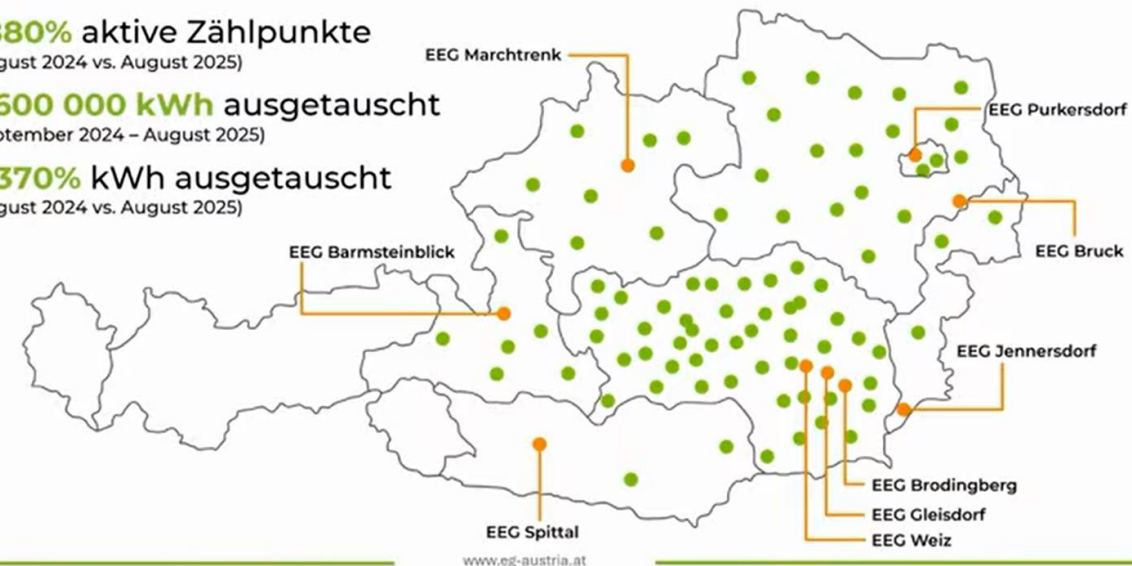 380% aktive Zählpunkte
gust 2024 vs. August 2025)
600 000 kWh ausgetauscht
ptember 2024 – August 2025)
370% kWh ausgetauscht
gust 2024 vs. August 2025)
EEG Marchtrenk
EEG Purkersdorf
EEG Bruck
EEG Barmsteinblick
EEG Jennersdorf
EEG Brodingberg
EEG Gleisdorf
EEG Weiz
EEG Spittal
www.eg-austria.at